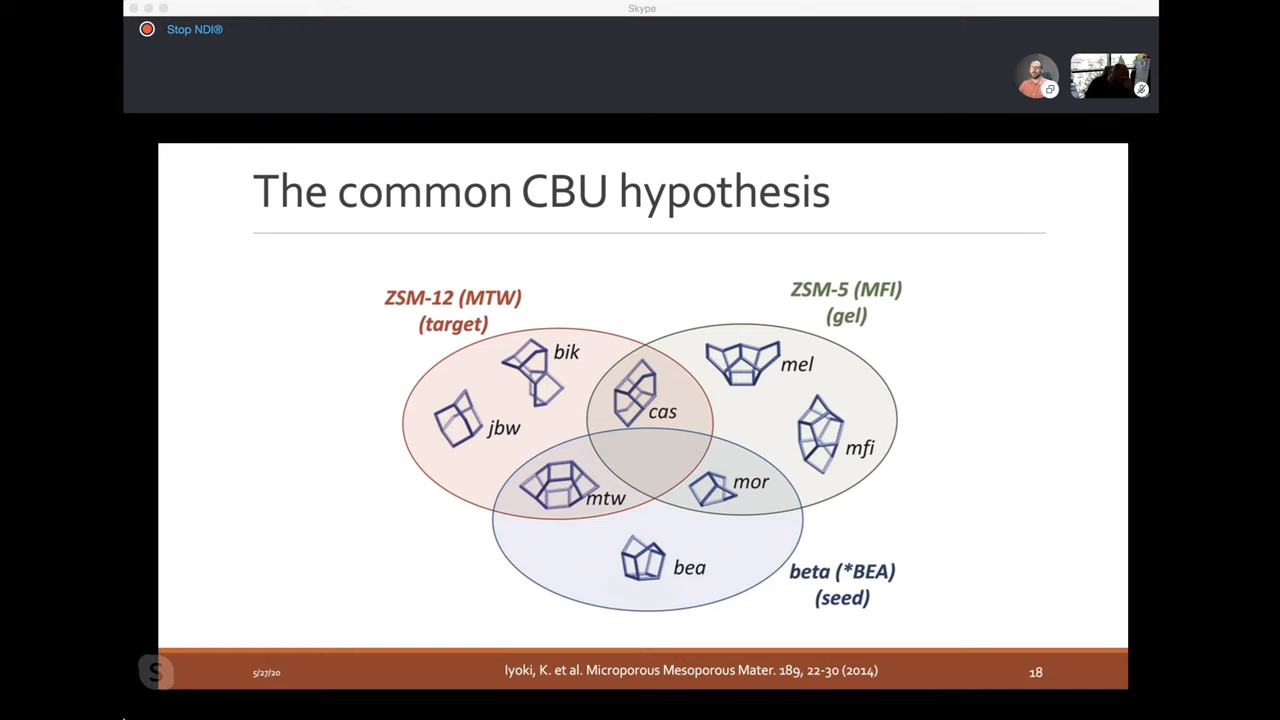 Skype
Stop NDI®
The common CBU hypothesis
ZSM-12 (MTW)
(target)
ZSM-5 (MFI)
(gel)
bik
mel
cas
jbw
mfi
mor
mtw
bea
beta (*BEA)
(seed)
S
5/27/20
Iyoki, K. et al. Microporous Mesoporous Mater. 189, 22-30 (2014)
18